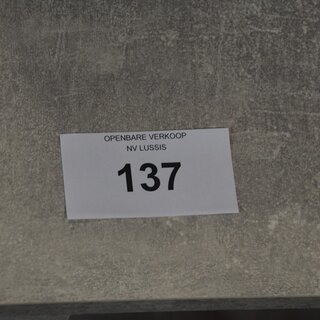 OPENBARE VERKOOP
NV LUSSIS
137